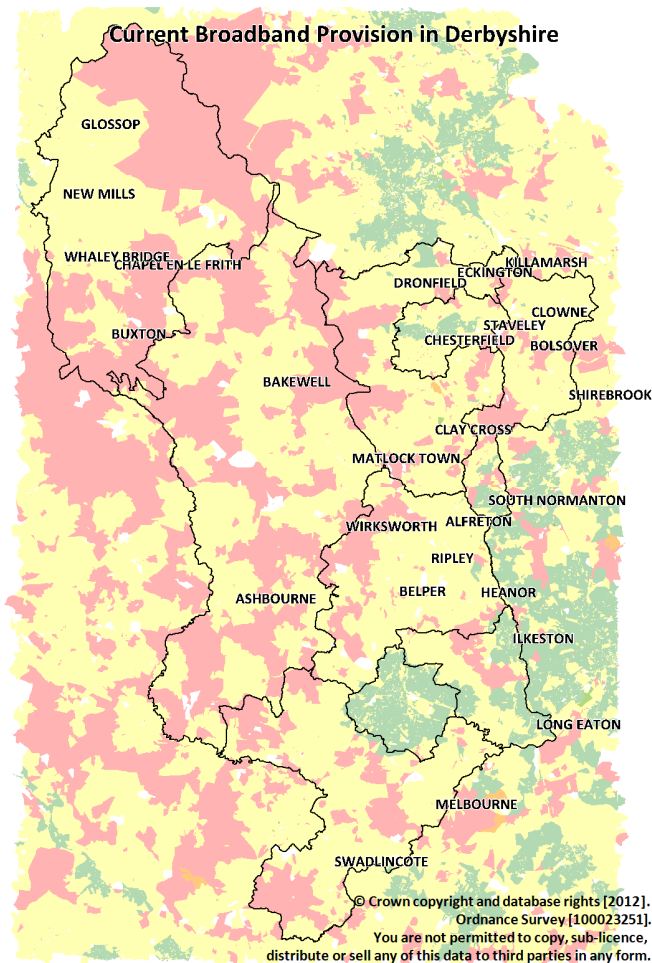 Current Broadband Provision in Derbyshire
GLOSSOP
NEW MILLS
WHALEY BRIDGE
CHAPEL EN LE FRITH
KILLAMARSH
ECKINGTON
DRONFIELD
CLOWNE
STAVELEY
BUXTON
CHESTERFIELD
BOLSOVER
BAKEWELL
SHIREBROOK
CLAY CROSS
MATLOCK TOWN
SOUTH NORMANTON
WIRKSWORTH
ALFRETON
RIPLEY
BELPER
HEANOR
ASHBOURNE
ILKESTON
LONG EATON
MELBOURNE
SWADLINCOTE
© Crown copyright and database rights [2012].
Ordnance Survey [100023251].
You are not permitted to copy, sub-licence,
distribute or sell any of this data to third parties in any form.